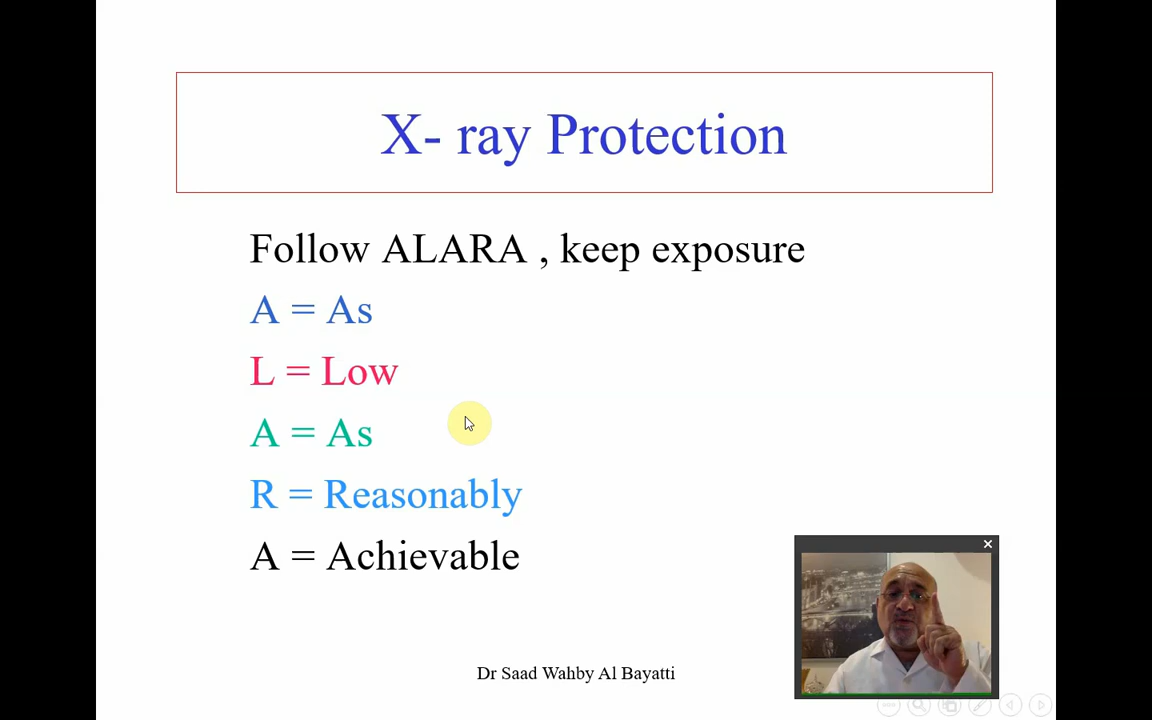 X- ray Protection
Follow ALARA , keep exposure
A = As
L = Low
A = As
R = Reasonably
A = Achievable
Dr Saad Wahby Al Bayatti